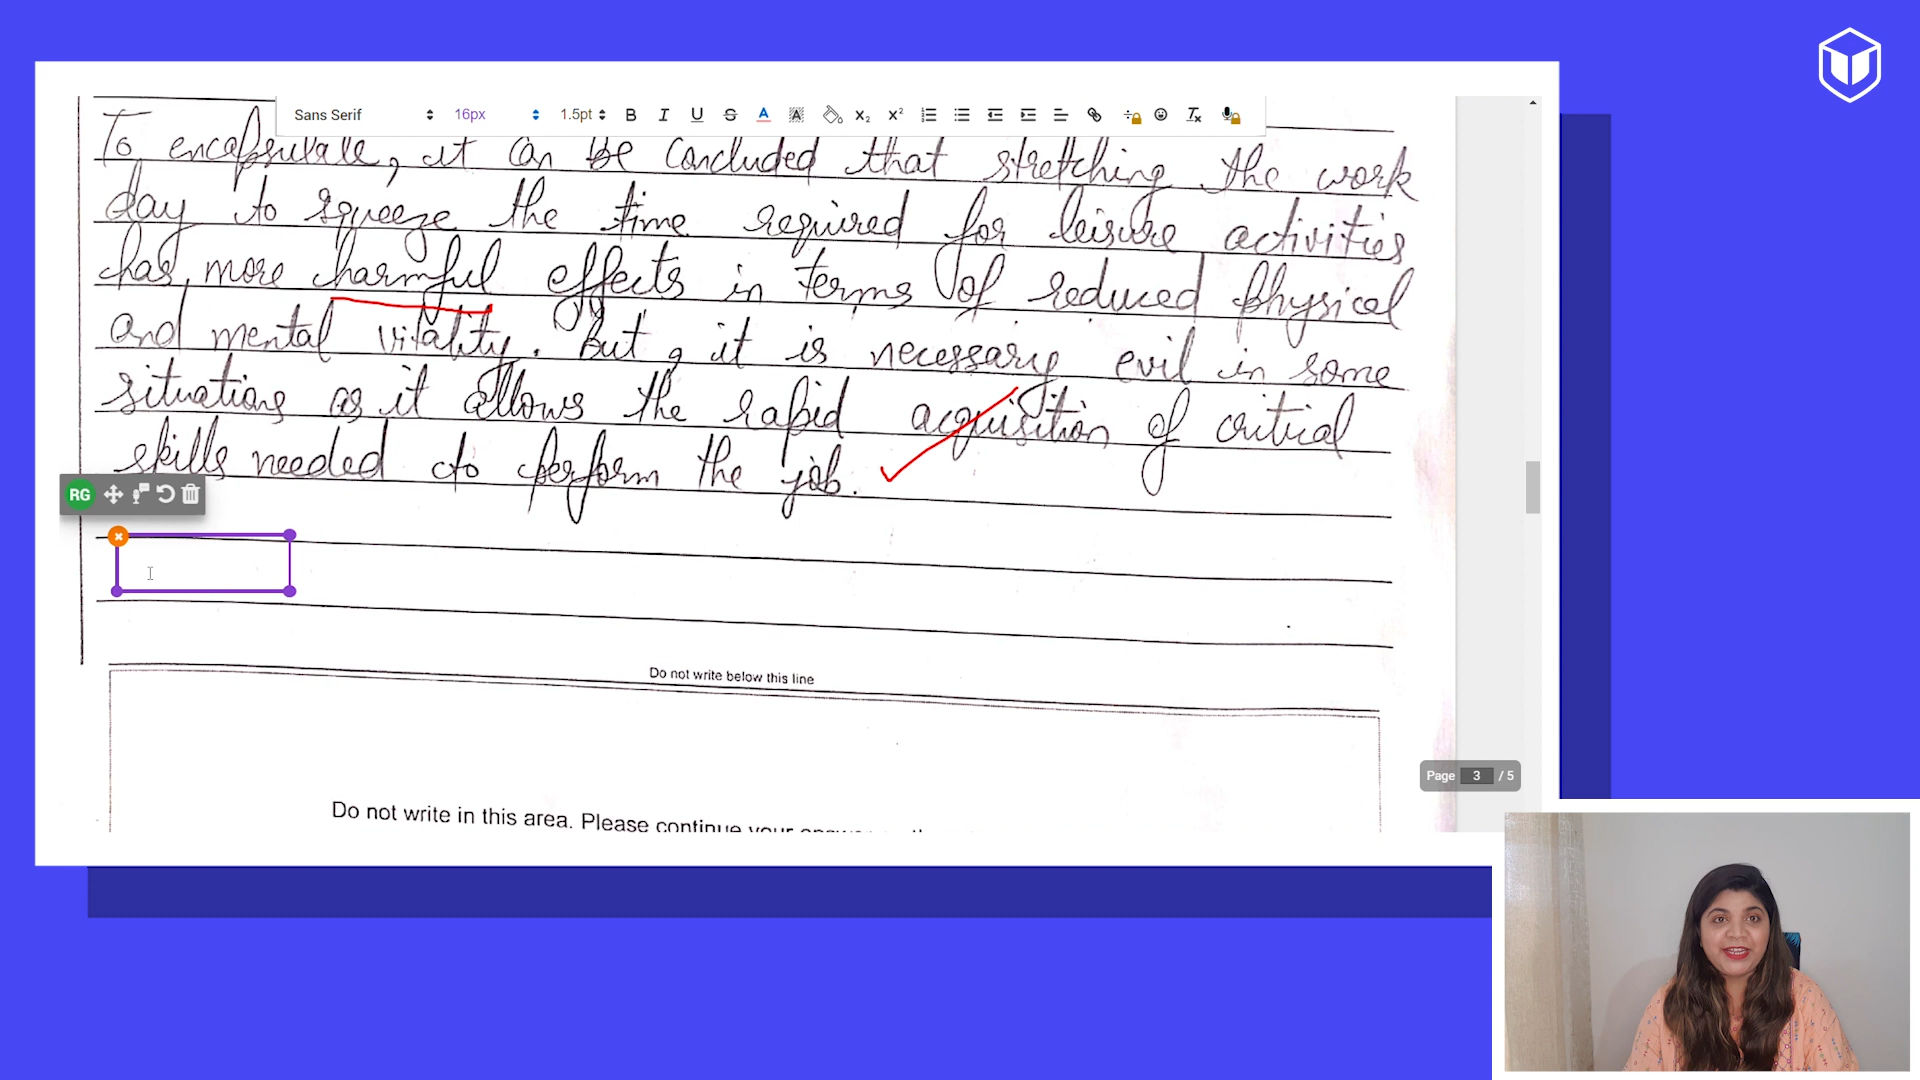 Sans Serif 16px 1.5pt B I U S A A X₂ X² Tx
To encapsulate, it can be concluded that stretching the work
day to squeeze the time required for leisure activities
has more harmful effects in terms of reduced physical
and mental vitality. But, it is necessary evil in some
situations as it allows the rapid acquisition of critical
skills needed to perform the job.
RG
Do not write below this line
Page 3 / 5
Do not write in this area. Please continue your